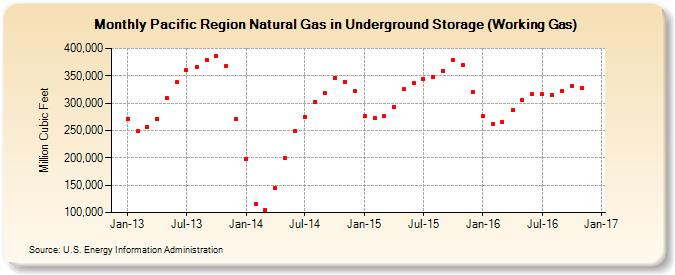 Monthly Pacific Region Natural Gas in Underground Storage (Working Gas)
Million Cubic Feet
400,000
350,000
300,000
250,000
200,000
150,000
100,000
Jan-13 Jul-13 Jan-14 Jul-14 Jan-15 Jul-15 Jan-16 Jul-16 Jan-17
Source: U.S. Energy Information Administration